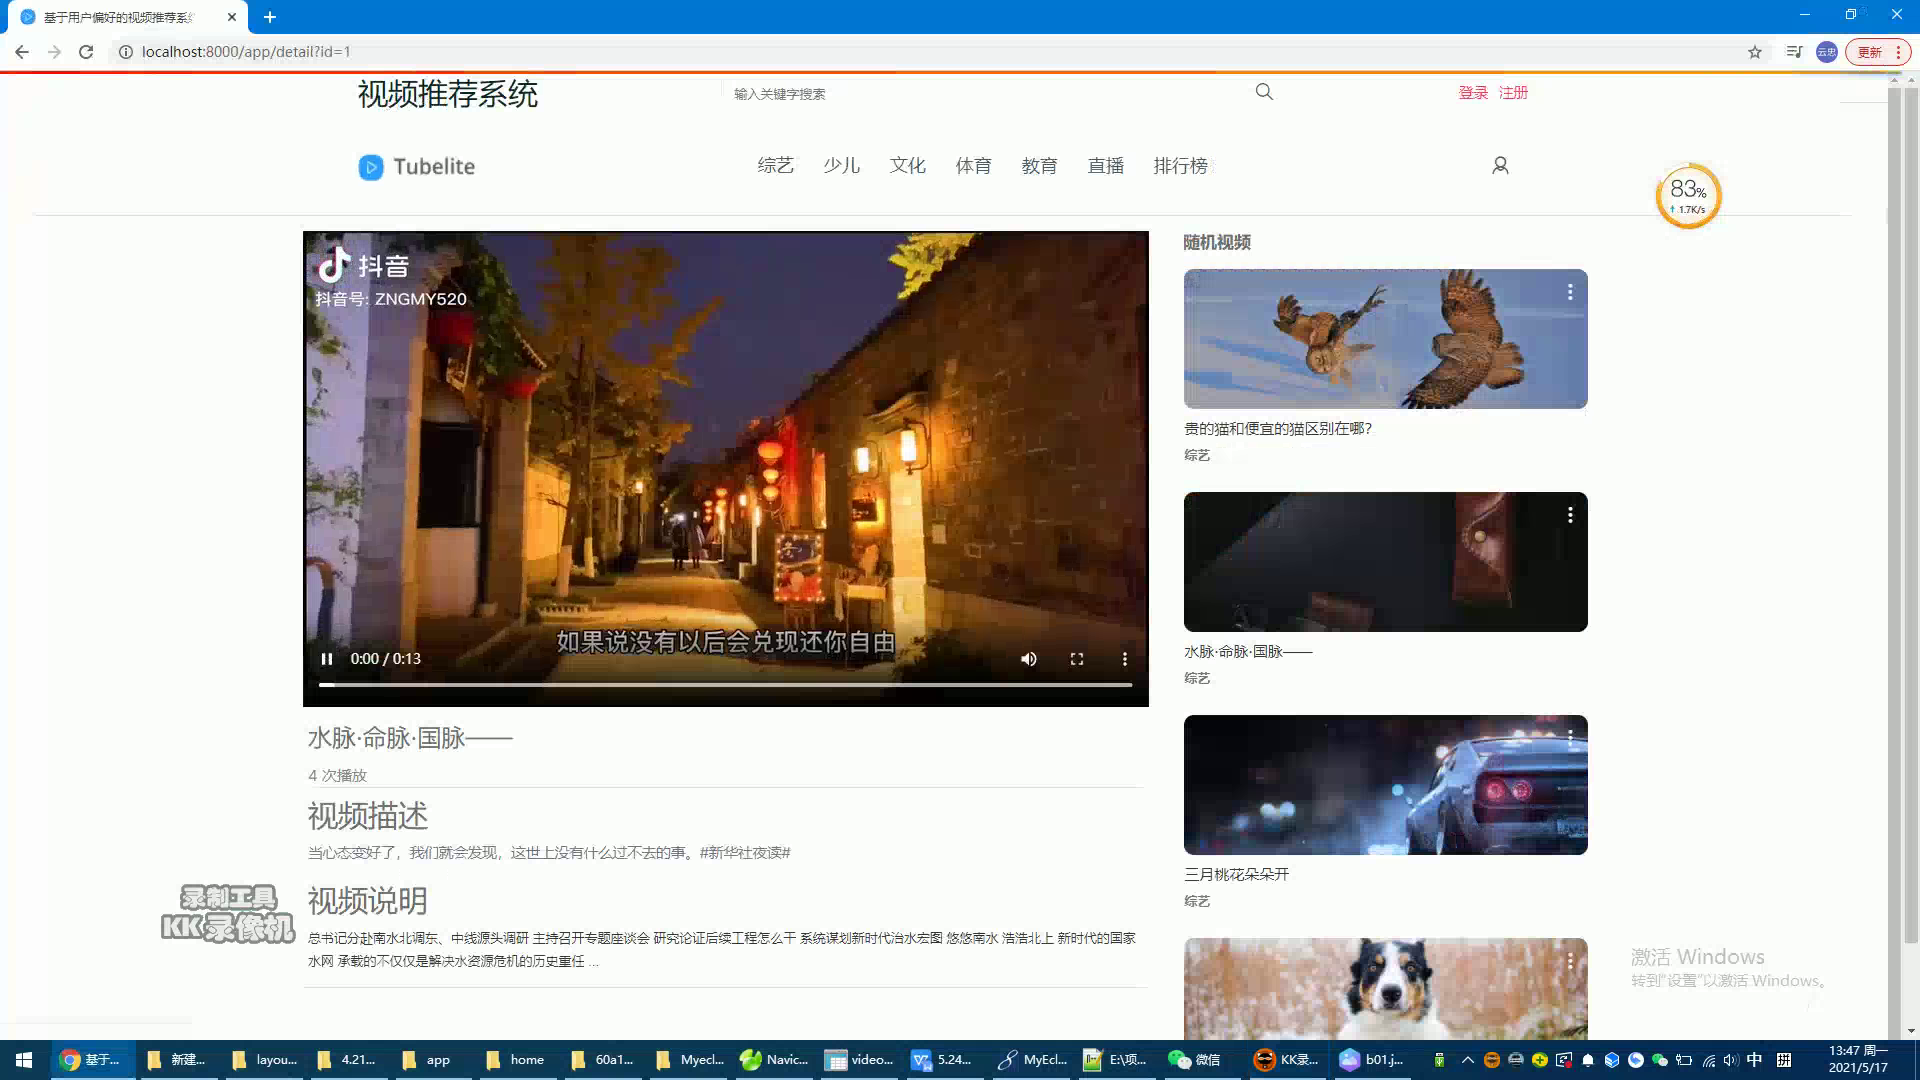 基于用户偏好的视频推荐系
localhost:8000/app/detail?id=1
云忠
更新
视频推荐系统
输入关键字搜索
登录 注册
Tubelite
综艺 少儿 文化 体育 教育 直播 排行榜
83%
↑ 1.7K/s
抖音
抖音号: ZNGMY520
如果说没有以后会兑现还你自由
0:00 / 0:13
水脉·命脉·国脉——
4 次播放
视频描述
当心态变好了，我们就会发现，这世上没有什么过不去的事。#新华社夜读#
视频说明
总书记分赴南水北调东、中线源头调研 主持召开专题座谈会 研究论证后续工程怎么干 系统谋划新时代治水宏图 悠悠南水 浩浩北上 新时代的国家
水网 承载的不仅仅是解决水资源危机的历史重任 ...
随机视频
贵的猫和便宜的猫区别在哪?
综艺
水脉·命脉·国脉——
综艺
三月桃花朵朵开
综艺
录制工具
KK录像机
激活 Windows
转到"设置"以激活 Windows。
基于... 新建... layou... 4.21... app home 60a1... Myecl... Navic... video... 5.24... MyEcl... E:\项... 微信 KK录... b01.j... 中 拼
13:47 周一
2021/5/17